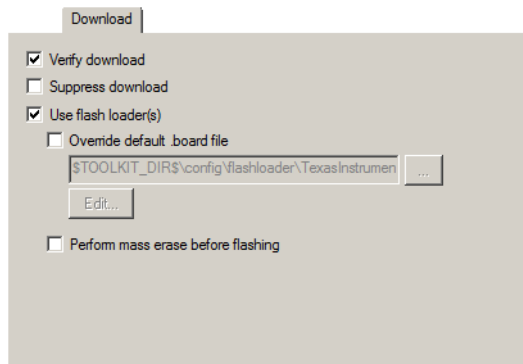 Download
Verify download
Suppress download
Use flash loader(s)
Override default .board file
$TOOLKIT_DIR$\config\flashloader\TexasInstrumen
...
Edit...
Perform mass erase before flashing